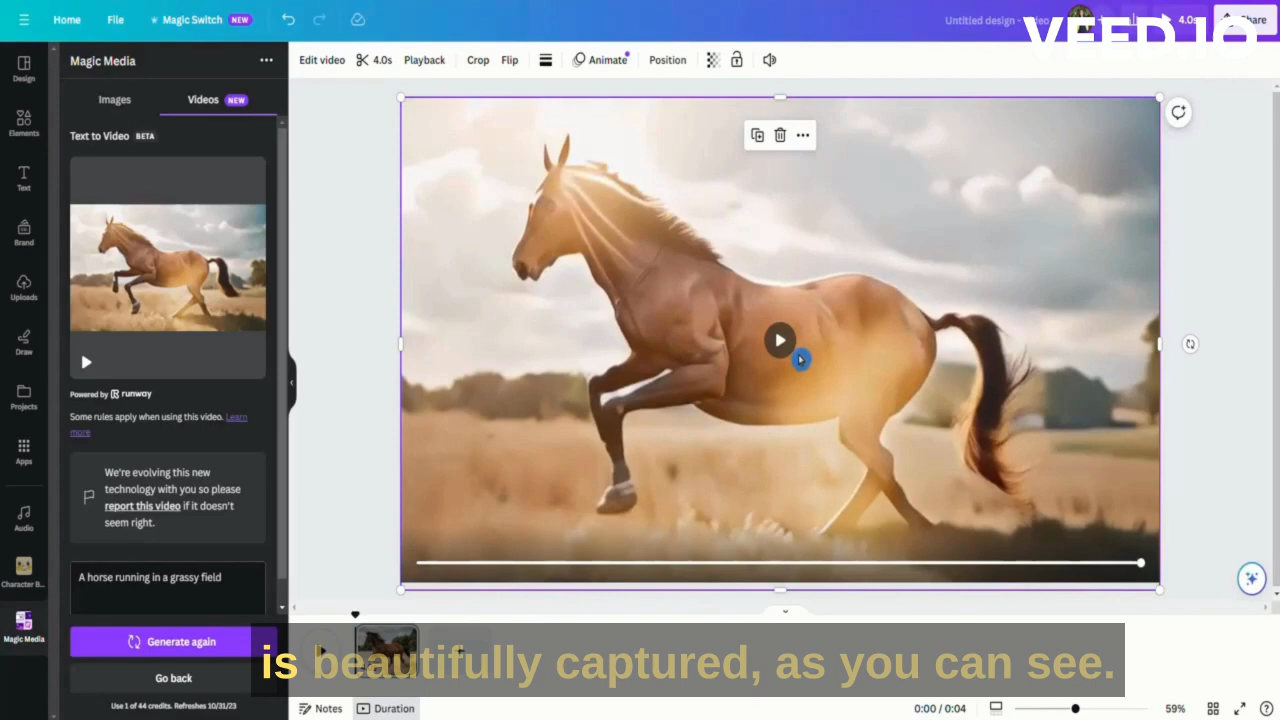 Home File Magic Switch NEW Untitled design - Video 4.0s Share
VEED.IO
Magic Media
Edit video 4.0s Playback Crop Flip Animate Position
Images Videos NEW
Text to Video BETA
Design
Elements
Text
Brand
Uploads
Draw
Projects
Apps
Audio
Character B...
Magic Media
Powered by runway
Some rules apply when using this video. Learn
more
We're evolving this new
technology with you so please
report this video if it doesn't
seem right.
A horse running in a grassy field
Generate again
Go back
Use 1 of 44 credits. Refreshes 10/31/23
is beautifully captured, as you can see.
Notes Duration 0:00 / 0:04 59%